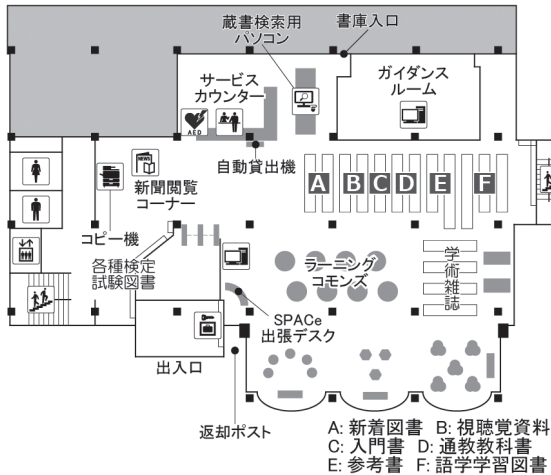 蔵書検索用
パソコン
書庫入口
サービス
カウンター
ガイダンス
ルーム
AED
自動貸出機
NEWS
新聞閲覧
コーナー
A
B
C
D
E
F
コピー機
各種検定
試験図書
ラーニング
コモンズ
学術雑誌
SPACe
出張デスク
出入口
返却ポスト
A: 新着図書 B: 視聴覚資料
C: 入門書 D: 通教教科書
E: 参考書 F: 語学学習図書